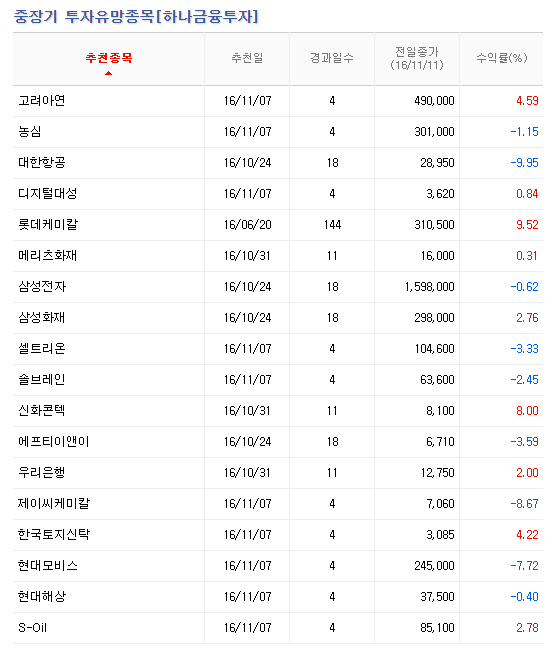 중장기 투자유망종목[하나금융투자]
추천종목 추천일 경과일수 전일종가 (16/11/11) 수익률(%)
고려아연 16/11/07 4 490,000 4.59
농심 16/11/07 4 301,000 -1.15
대한항공 16/10/24 18 28,950 -9.95
디지털대성 16/11/07 4 3,620 0.84
롯데케미칼 16/06/20 144 310,500 9.52
메리츠화재 16/10/31 11 16,000 0.31
삼성전자 16/10/24 18 1,598,000 -0.62
삼성화재 16/10/24 18 298,000 2.76
셀트리온 16/11/07 4 104,600 -3.33
솔브레인 16/11/07 4 63,600 -2.45
신화콘텍 16/10/31 11 8,100 8.00
에프티이앤이 16/10/24 18 6,710 -3.59
우리은행 16/10/31 11 12,750 2.00
제이씨케미칼 16/11/07 4 7,060 -8.67
한국토지신탁 16/11/07 4 3,085 4.22
현대모비스 16/11/07 4 245,000 -7.72
현대해상 16/11/07 4 37,500 -0.40
S-Oil 16/11/07 4 85,100 2.78